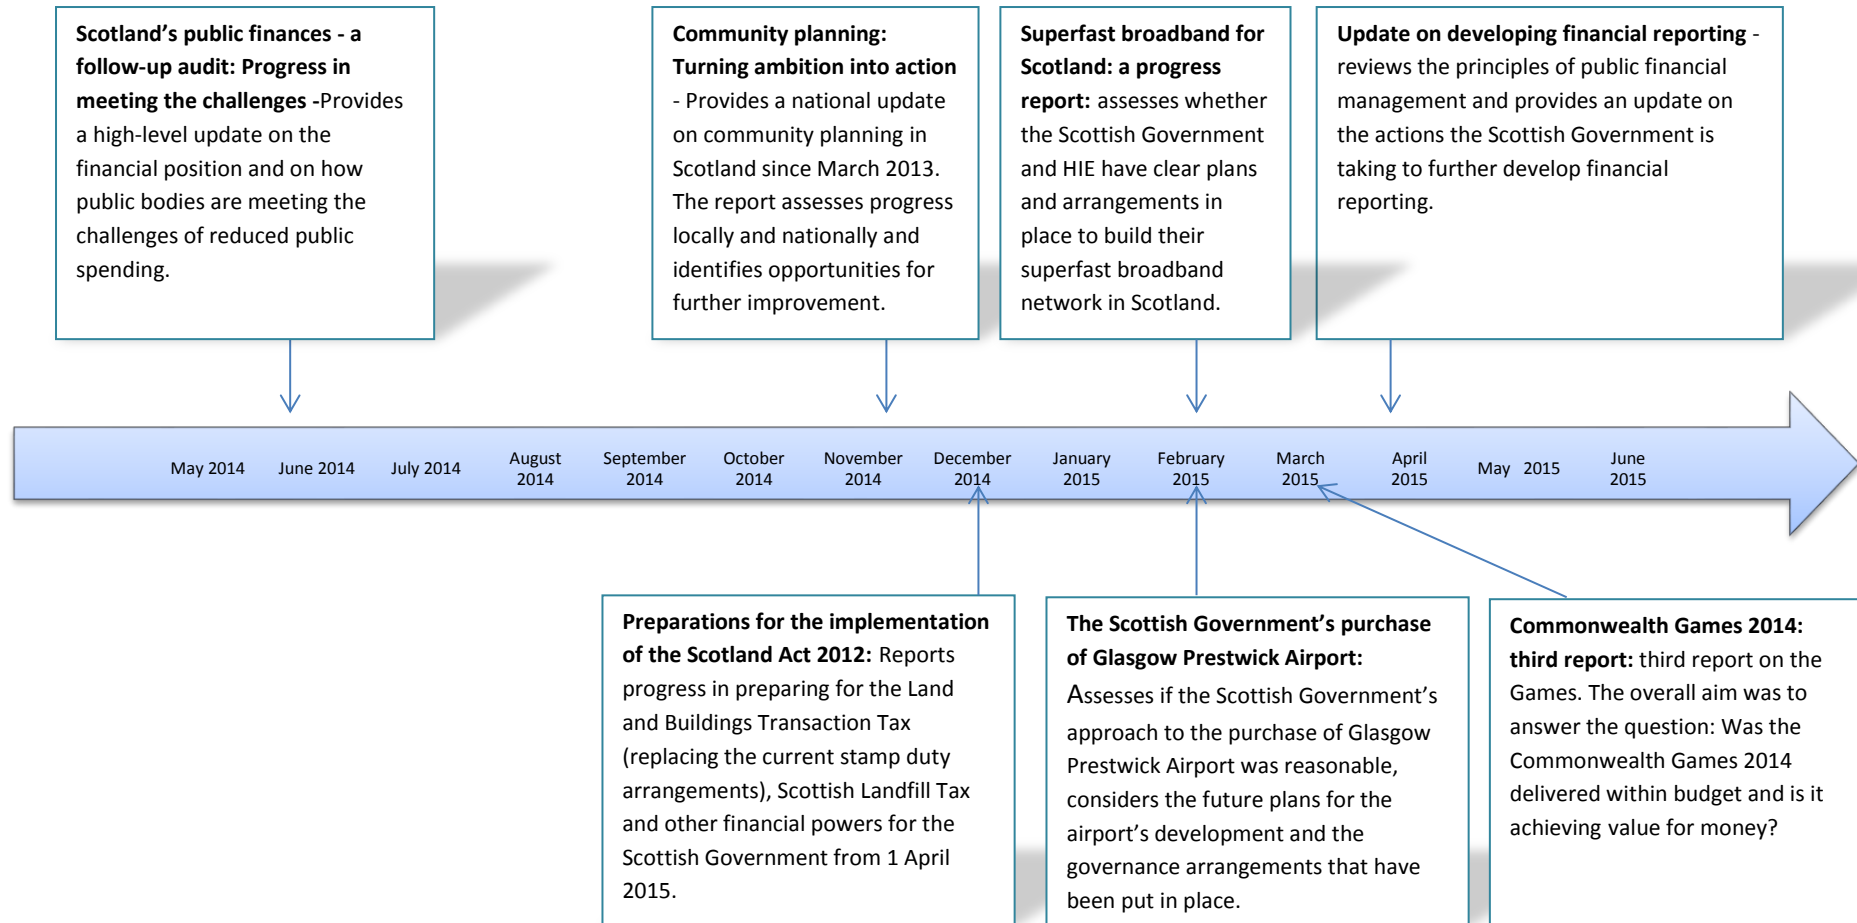 Scotland's public finances - a
follow-up audit: Progress in
meeting the challenges -Provides
a high-level update on the
financial position and on how
public bodies are meeting the
challenges of reduced public
spending.
Community planning:
Turning ambition into action
- Provides a national update
on community planning in
Scotland since March 2013.
The report assesses progress
locally and nationally and
identifies opportunities for
further improvement.
Superfast broadband for
Scotland: a progress
report: assesses whether
the Scottish Government
and HIE have clear plans
and arrangements in
place to build their
superfast broadband
network in Scotland.
Update on developing financial reporting -
reviews the principles of public financial
management and provides an update on
the actions the Scottish Government is
taking to further develop financial
reporting.
May 2014
June 2014
July 2014
August
2014
September
2014
October
2014
November
2014
December
2014
January
2015
February
2015
March
2015
April
2015
May 2015
June
2015
Preparations for the implementation
of the Scotland Act 2012: Reports
progress in preparing for the Land
and Buildings Transaction Tax
(replacing the current stamp duty
arrangements), Scottish Landfill Tax
and other financial powers for the
Scottish Government from 1 April
2015.
The Scottish Government's purchase
of Glasgow Prestwick Airport:
Assesses if the Scottish Government's
approach to the purchase of Glasgow
Prestwick Airport was reasonable,
considers the future plans for the
airport's development and the
governance arrangements that have
been put in place.
Commonwealth Games 2014:
third report: third report on the
Games. The overall aim was to
answer the question: Was the
Commonwealth Games 2014
delivered within budget and is it
achieving value for money?